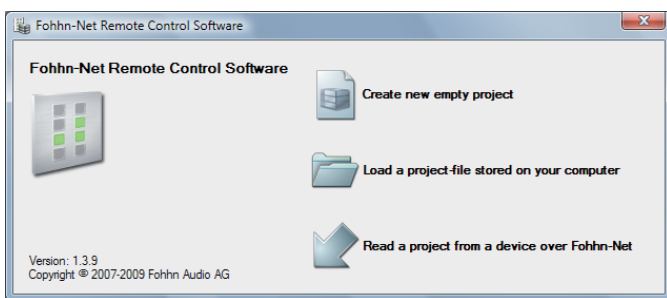 Fohhn-Net Remote Control Software
Fohhn-Net Remote Control Software
Create new empty project
Load a project-file stored on your computer
Read a project from a device over Fohhn-Net
Version: 1.3.9
Copyright © 2007-2009 Fohhn Audio AG